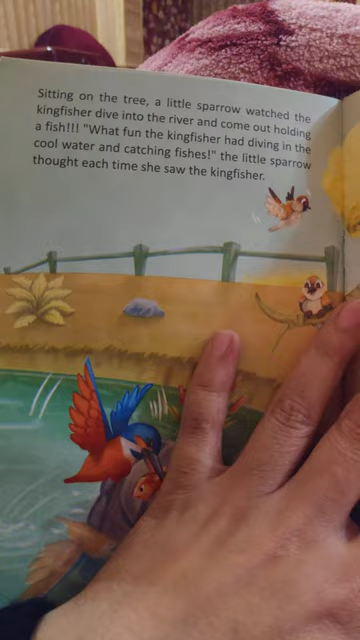 Sitting on the tree, a little sparrow watched the
kingfisher dive into the river and come out holding
a fish!!! "What fun the kingfisher had diving in the
cool water and catching fishes!" the little sparrow
thought each time she saw the kingfisher.